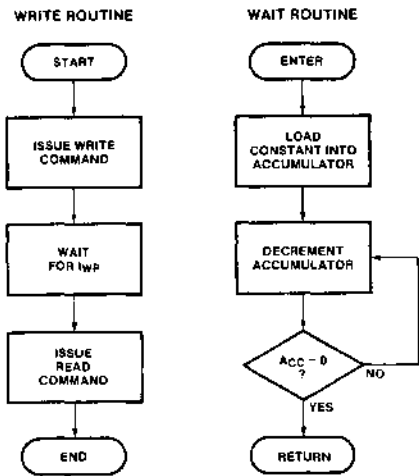 WRITE ROUTINE
START
ISSUE WRITE
COMMAND
WAIT
FOR tWP
ISSUE
READ
COMMAND
END
WAIT ROUTINE
ENTER
LOAD
CONSTANT INTO
ACCUMULATOR
DECREMENT
ACCUMULATOR
ACC = 0
?
NO
YES
RETURN